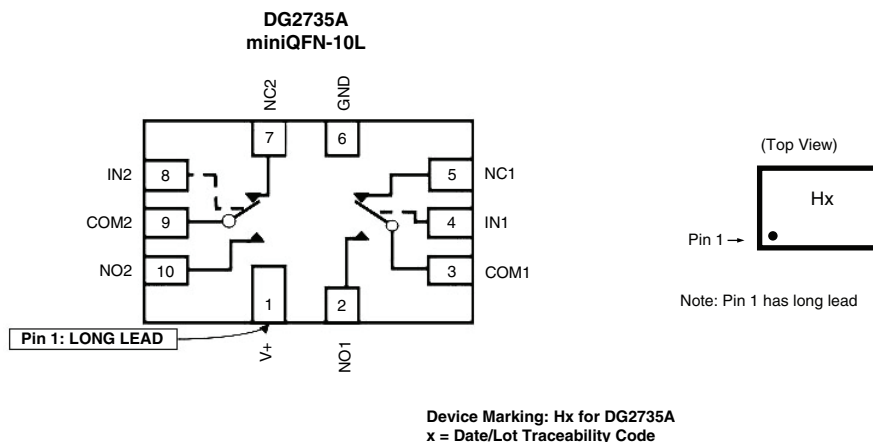 DG2735A
miniQFN-10L
NC2
GND
7
6
IN2
8
5
NC1
COM2
9
4
IN1
NO2
10
3
COM1
1
2
Pin 1: LONG LEAD
V+
NO1
(Top View)
Hx
Pin 1
Note: Pin 1 has long lead
Device Marking: Hx for DG2735A
x = Date/Lot Traceability Code